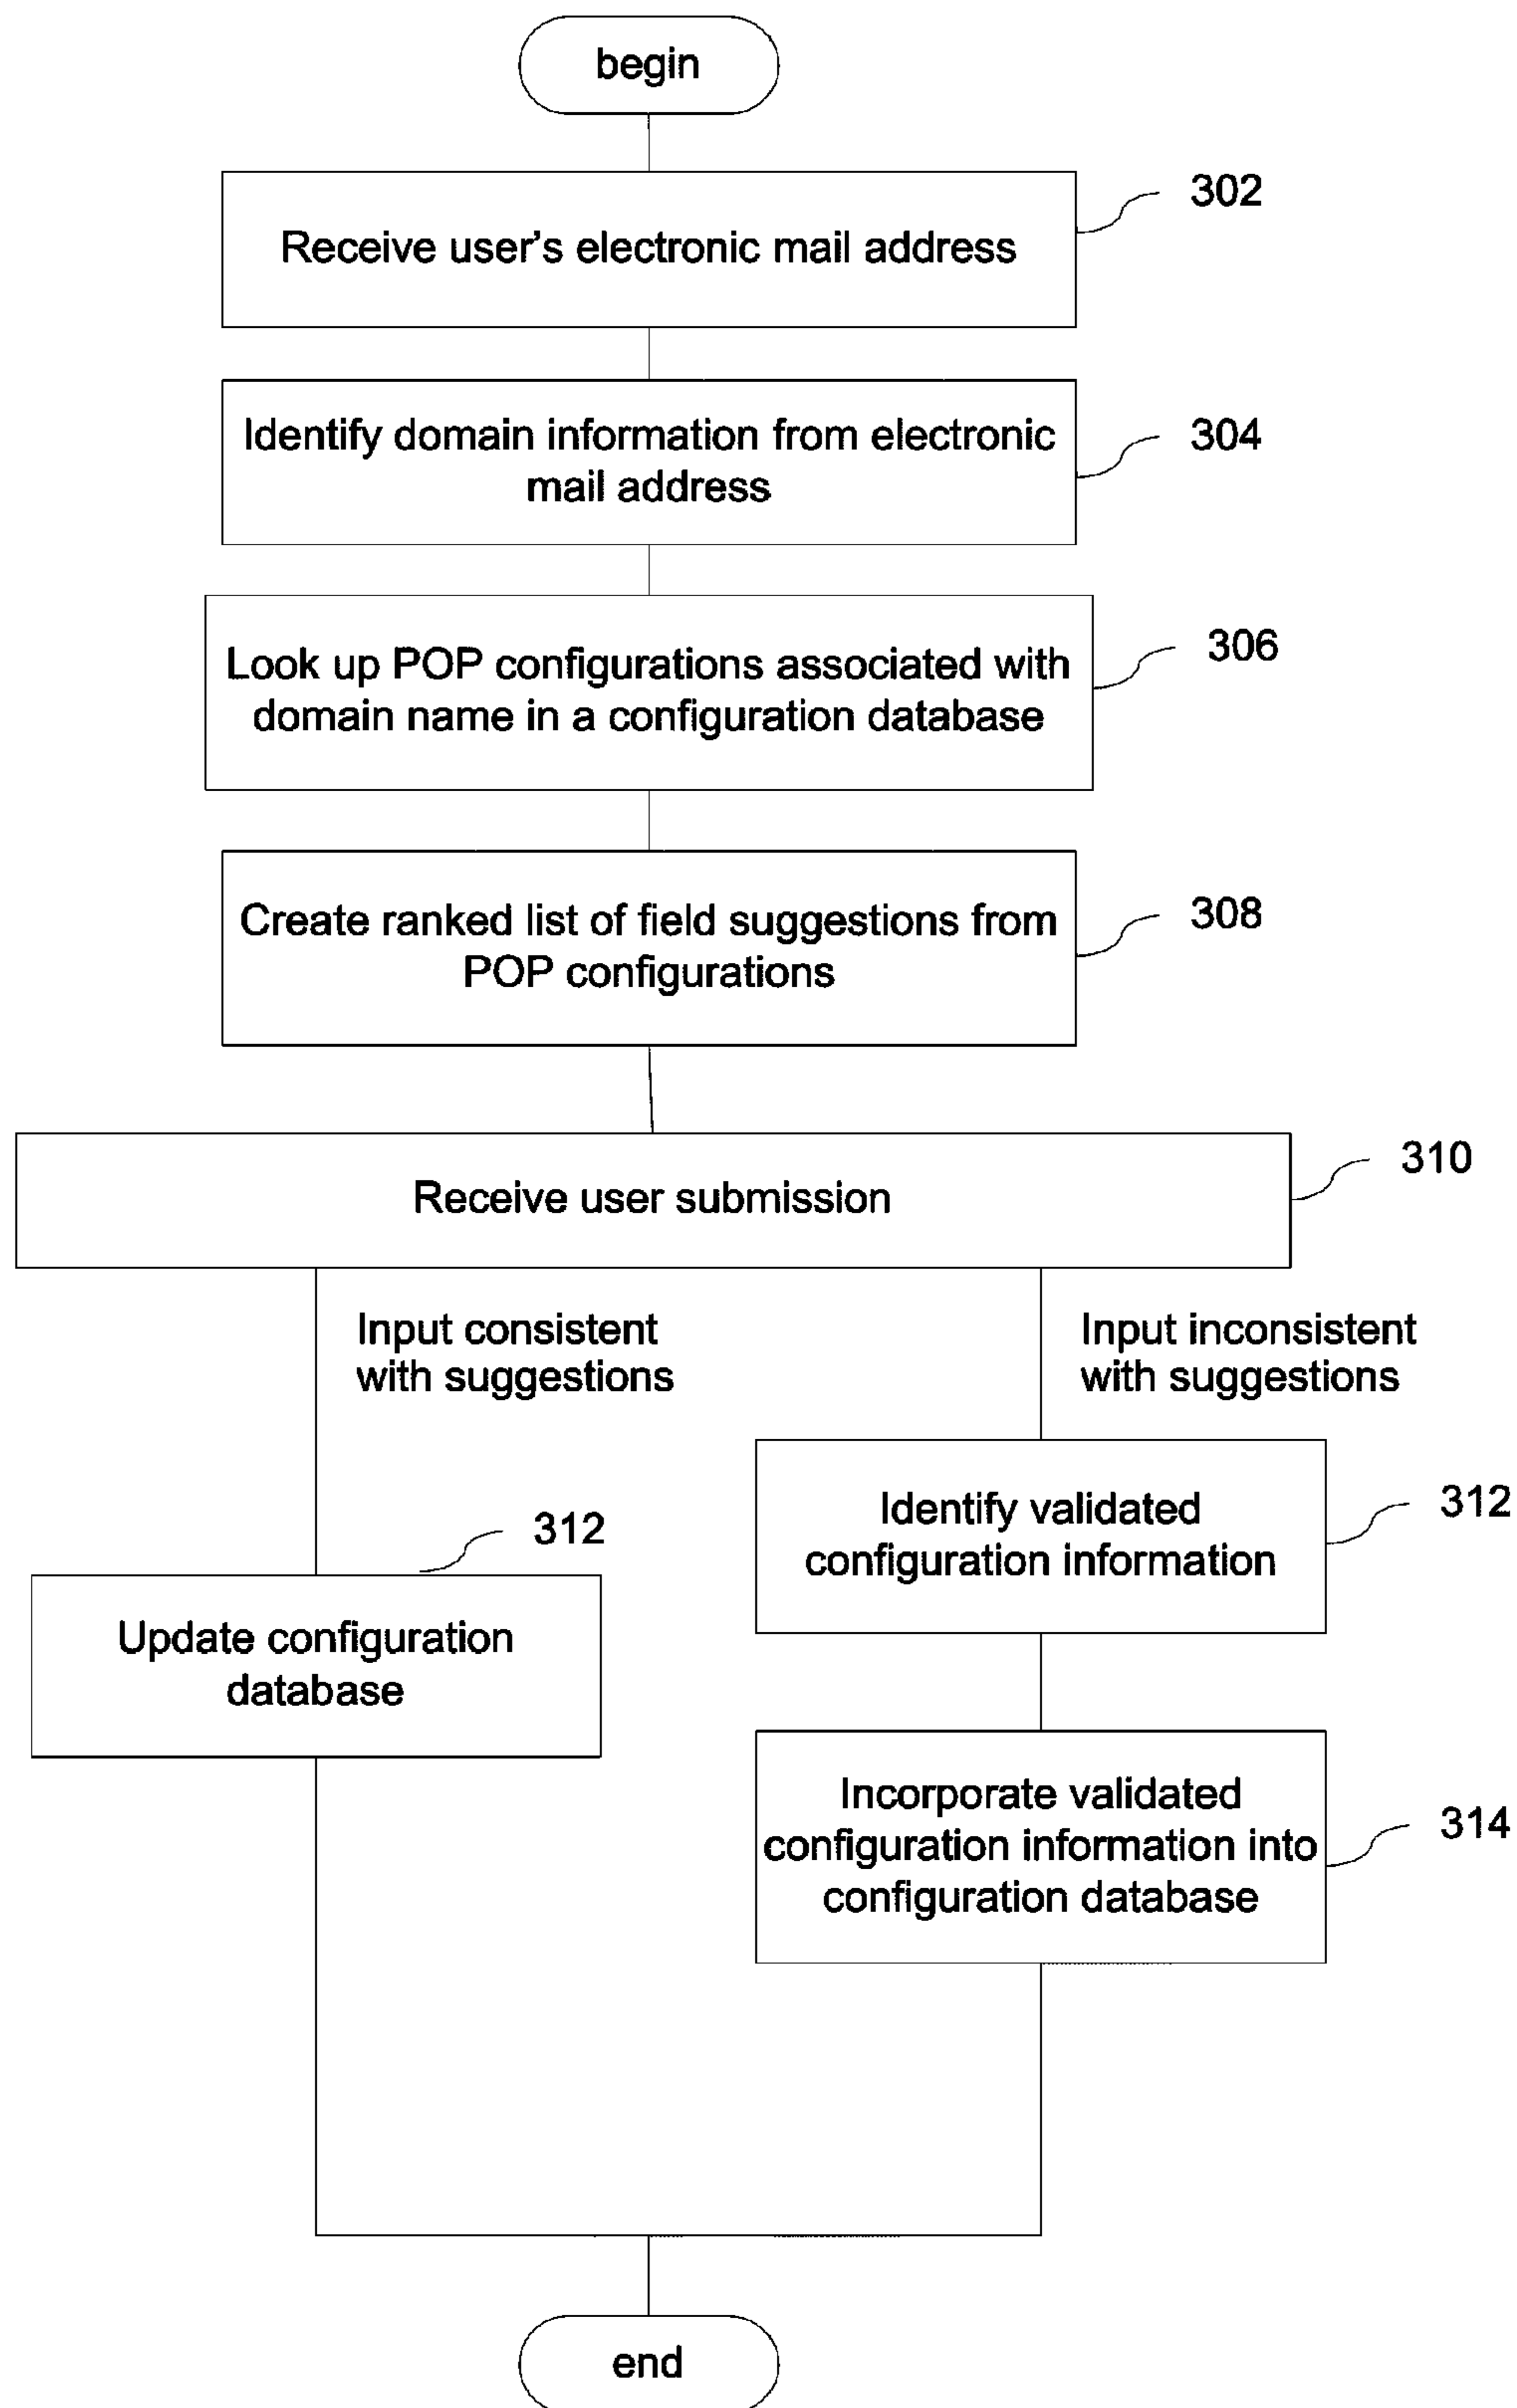 begin
302
Receive user’s electronic mail address
304
Identify domain information from electronic
mail address
306
Look up POP configurations associated with
domain name in a configuration database
308
Create ranked list of field suggestions from
POP configurations
310
Receive user submission
Input consistent
with suggestions
Input inconsistent
with suggestions
312
Update configuration
database
312
Identify validated
configuration information
314
Incorporate validated
configuration information into
configuration database
end